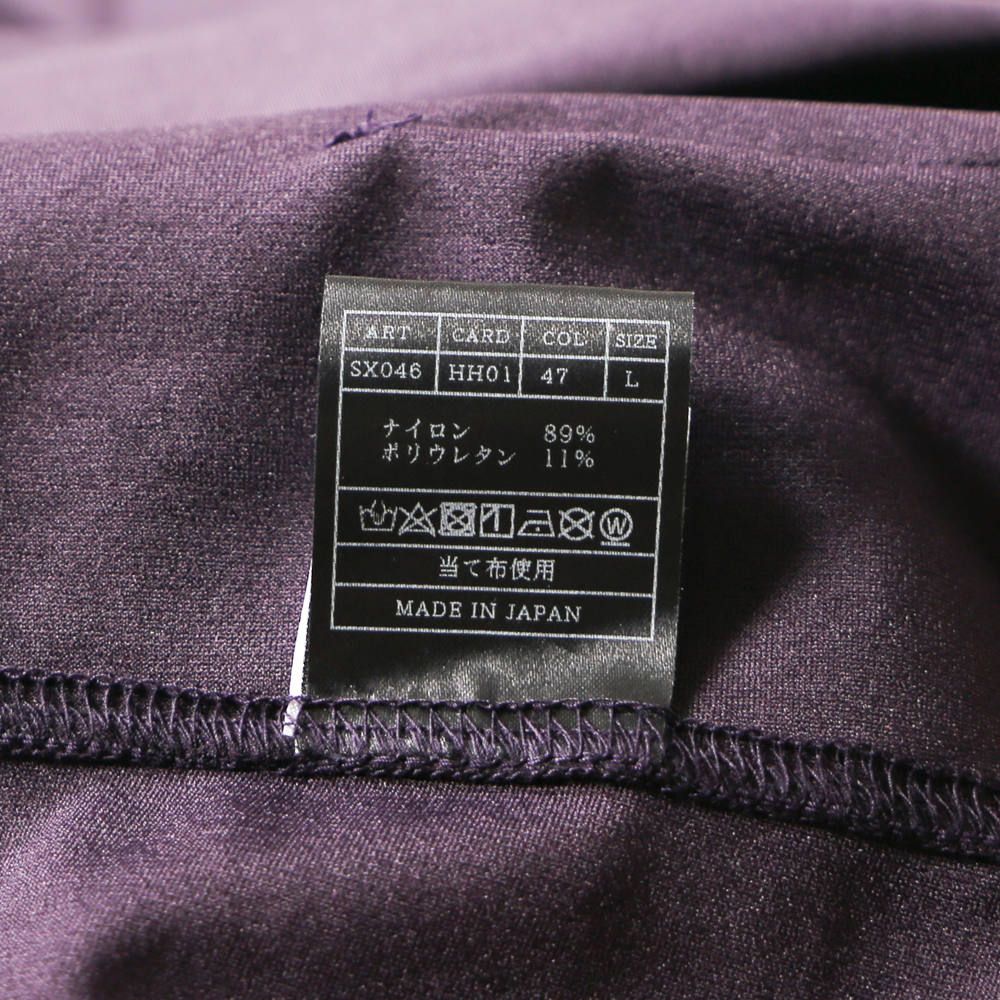 ART CARD COL SIZE
SX046 HH01 47 L
ナイロン 89%
ポリウレタン 11%
W
当て布使用
MADE IN JAPAN